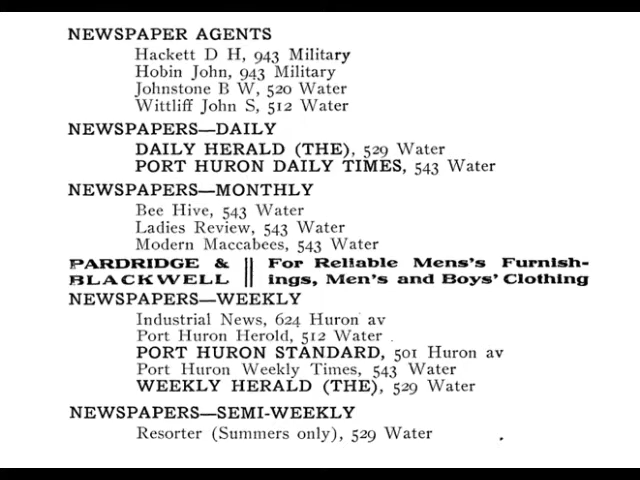 NEWSPAPER AGENTS
Hackett D H, 943 Military
Hobin John, 943 Military
Johnstone B W, 520 Water
Wittliff John S, 512 Water
NEWSPAPERS—DAILY
DAILY HERALD (THE), 529 Water
PORT HURON DAILY TIMES, 543 Water
NEWSPAPERS—MONTHLY
Bee Hive, 543 Water
Ladies Review, 543 Water
Modern Maccabees, 543 Water
PARDRIDGE & || For Reliable Mens's Furnish-
BLACKWELL || ings, Men's and Boys' Clothing
NEWSPAPERS—WEEKLY
Industrial News, 624 Huron av
Port Huron Herold, 512 Water
PORT HURON STANDARD, 501 Huron av
Port Huron Weekly Times, 543 Water
WEEKLY HERALD (THE), 529 Water
NEWSPAPERS—SEMI-WEEKLY
Resorter (Summers only), 529 Water